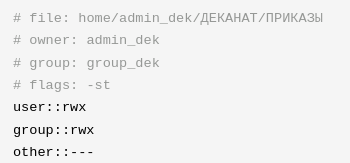 # file: home/admin_dek/ДЕКАНАТ/ПРИКАЗЫ
# owner: admin_dek
# group: group_dek
# flags: -st
user::rwx
group::rwx
other::---